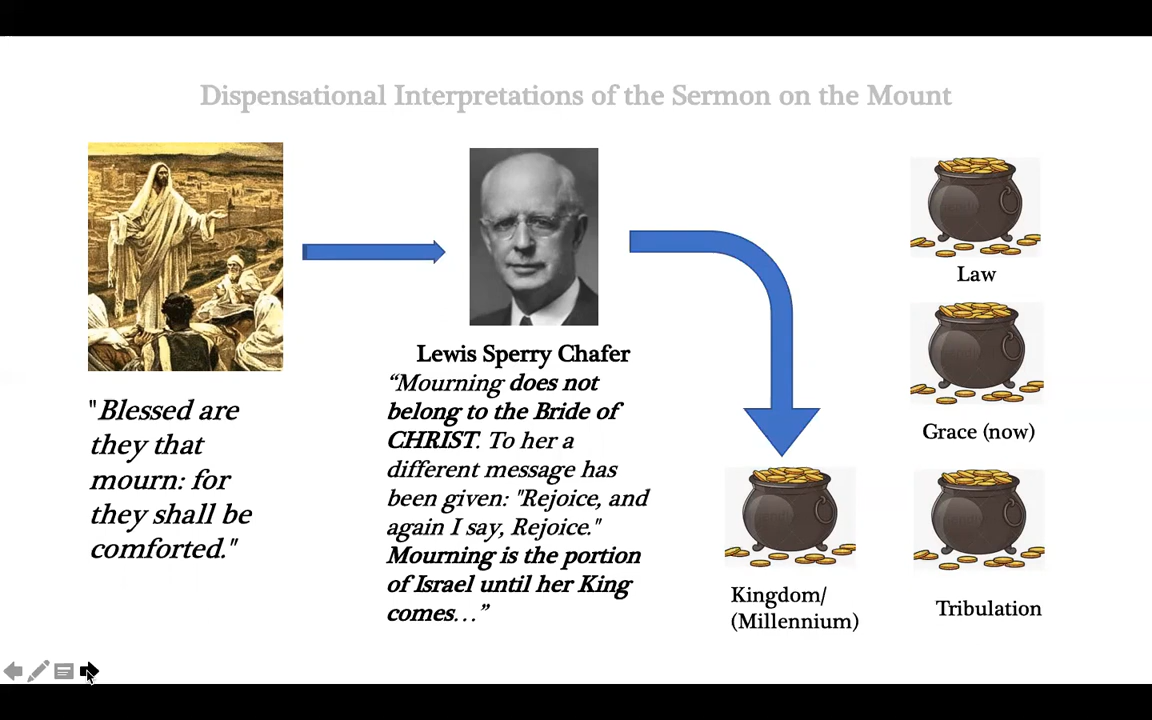 Dispensational Interpretations of the Sermon on the Mount
"Blessed are
they that
mourn: for
they shall be
comforted."
Lewis Sperry Chafer
“Mourning does not
belong to the Bride of
CHRIST. To her a
different message has
been given: "Rejoice, and
again I say, Rejoice."
Mourning is the portion
of Israel until her King
comes…”
Kingdom/
(Millennium)
Law
Grace (now)
Tribulation